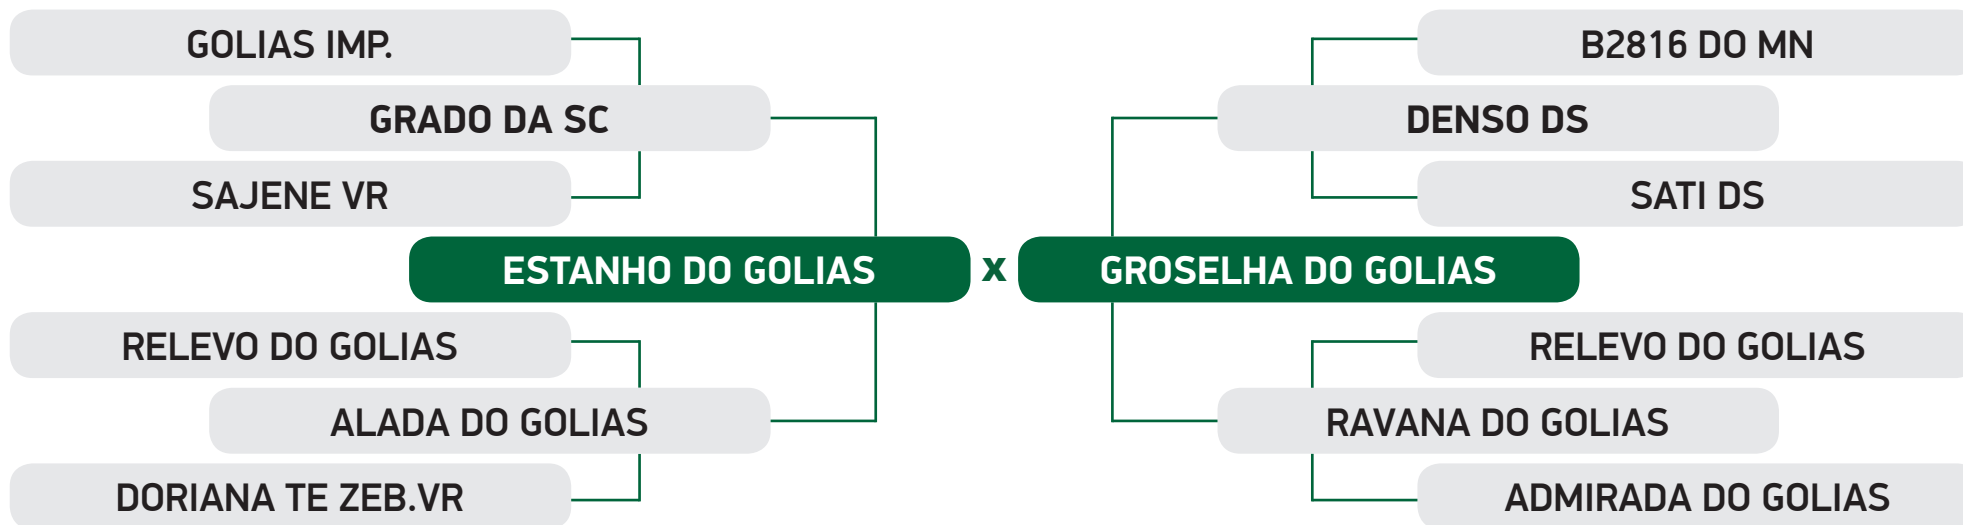 GOLIAS IMP.
GRADO DA SC
SAJENE VR
ESTANHO DO GOLIAS
RELEVO DO GOLIAS
ALADA DO GOLIAS
DORIANA TE ZEB.VR
x
B2816 DO MN
DENSO DS
SATI DS
GROSELHA DO GOLIAS
RELEVO DO GOLIAS
RAVANA DO GOLIAS
ADMIRADA DO GOLIAS